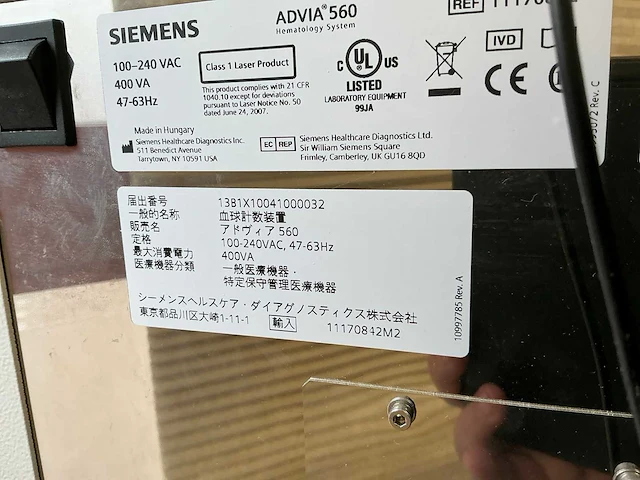 SIEMENS
ADVIA® 560
Hematology System
REF 1117084
100–240 VAC
400 VA
47-63Hz
Class 1 Laser Product
This product complies with 21 CFR
1040.10 except for deviations
pursuant to Laser Notice No. 50
dated June 24, 2007.
C UL US
LISTED
LABORATORY EQUIPMENT
99JA
IVD
CE
Made in Hungary
Siemens Healthcare Diagnostics Inc.
511 Benedict Avenue
Tarrytown, NY 10591 USA
EC REP
Siemens Healthcare Diagnostics Ltd.
Sir William Siemens Square
Frimley, Camberley, UK GU16 8QD
Rev. C
届出番号 13B1X10041000032
一般的名称 血球計数装置
販売名 アドヴィア 560
定格 100-240VAC, 47-63Hz
最大消費電力 400VA
医療機器分類 一般医療機器・
特定保守管理医療機器
シーメンスヘルスケア・ダイアグノスティクス株式会社
東京都品川区大崎1-11-1 輸入 11170842M2
10997785 Rev. A